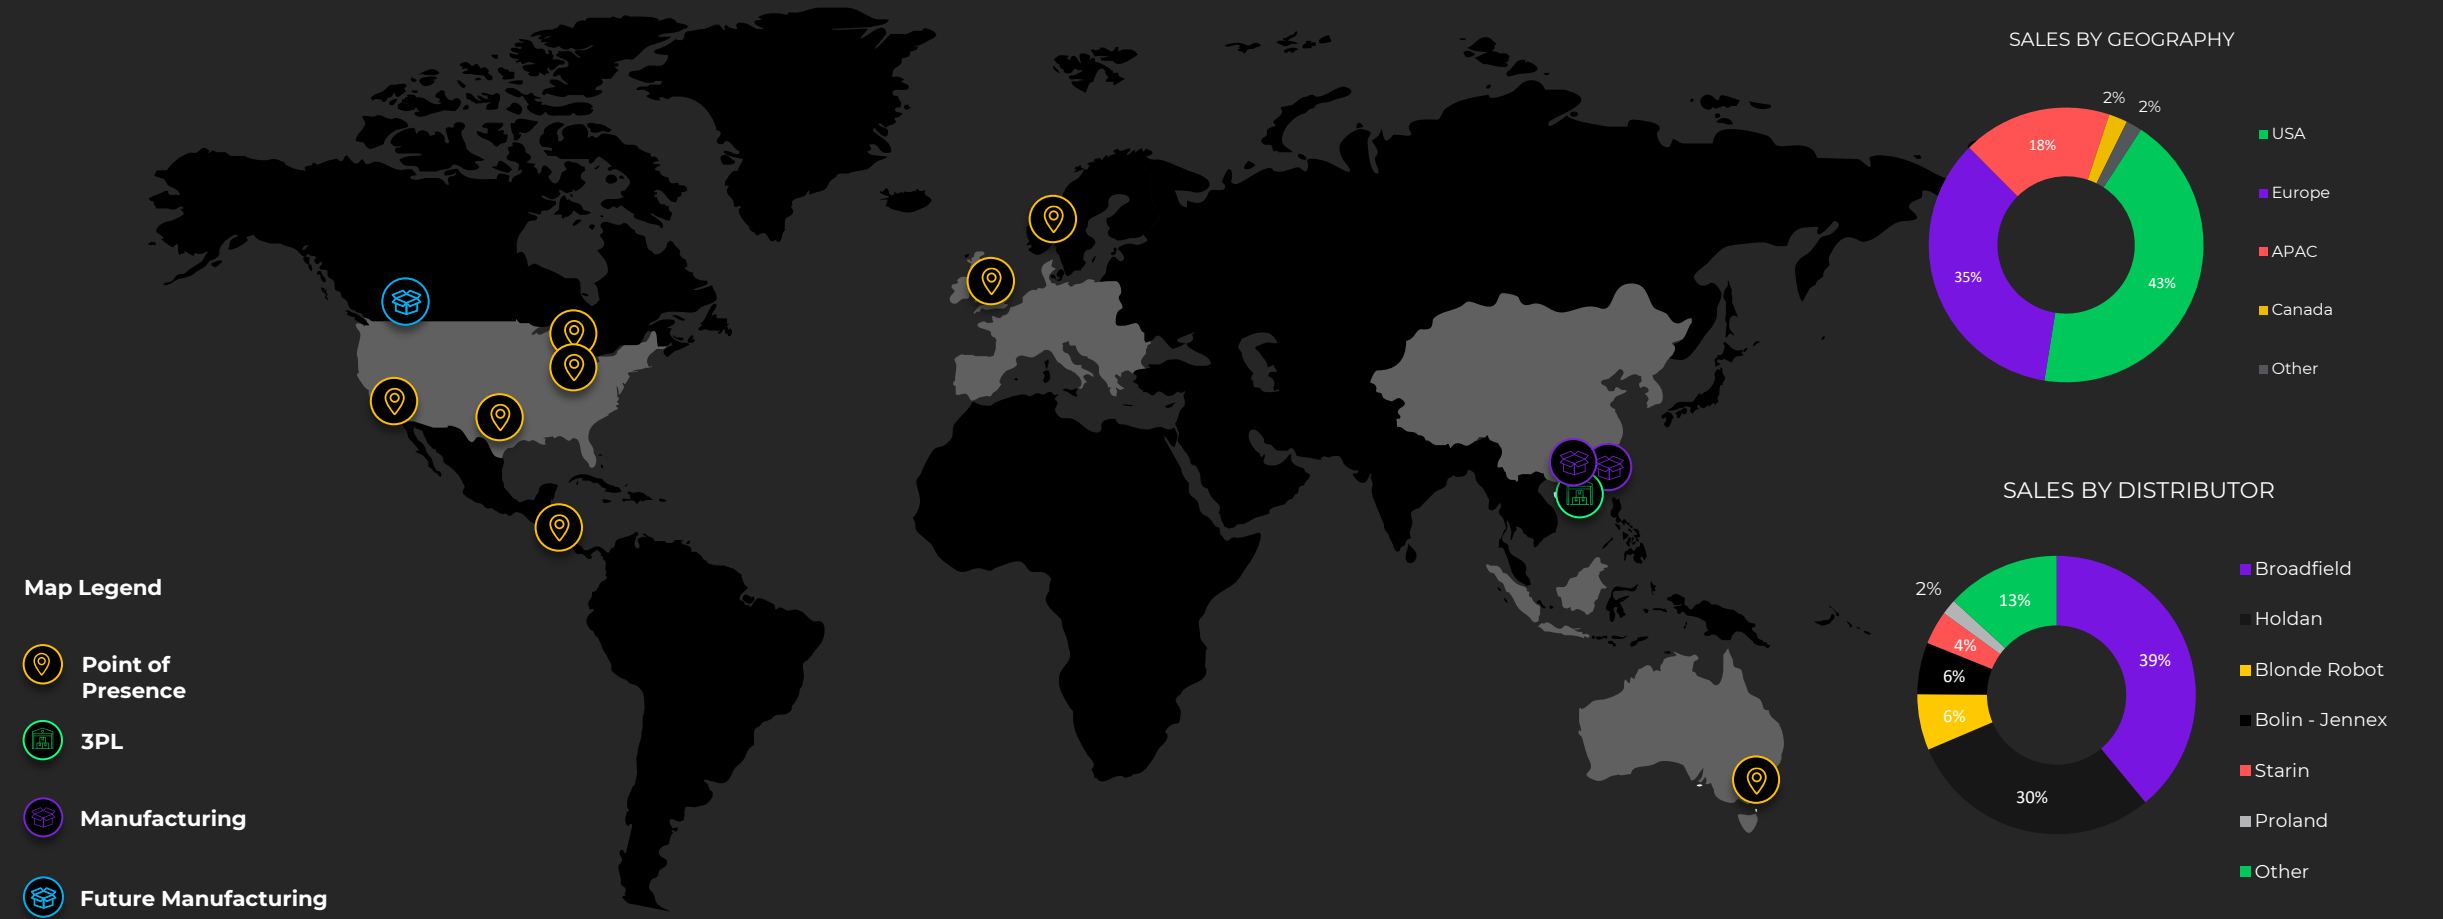 SALES BY GEOGRAPHY
2%
2%
18%
35%
43%
USA
Europe
APAC
Canada
Other
SALES BY DISTRIBUTOR
2%
13%
4%
39%
6%
6%
30%
Broadfield
Holdan
Blonde Robot
Bolin - Jennex
Starin
Proland
Other
Map Legend
Point of
Presence
3PL
Manufacturing
Future Manufacturing